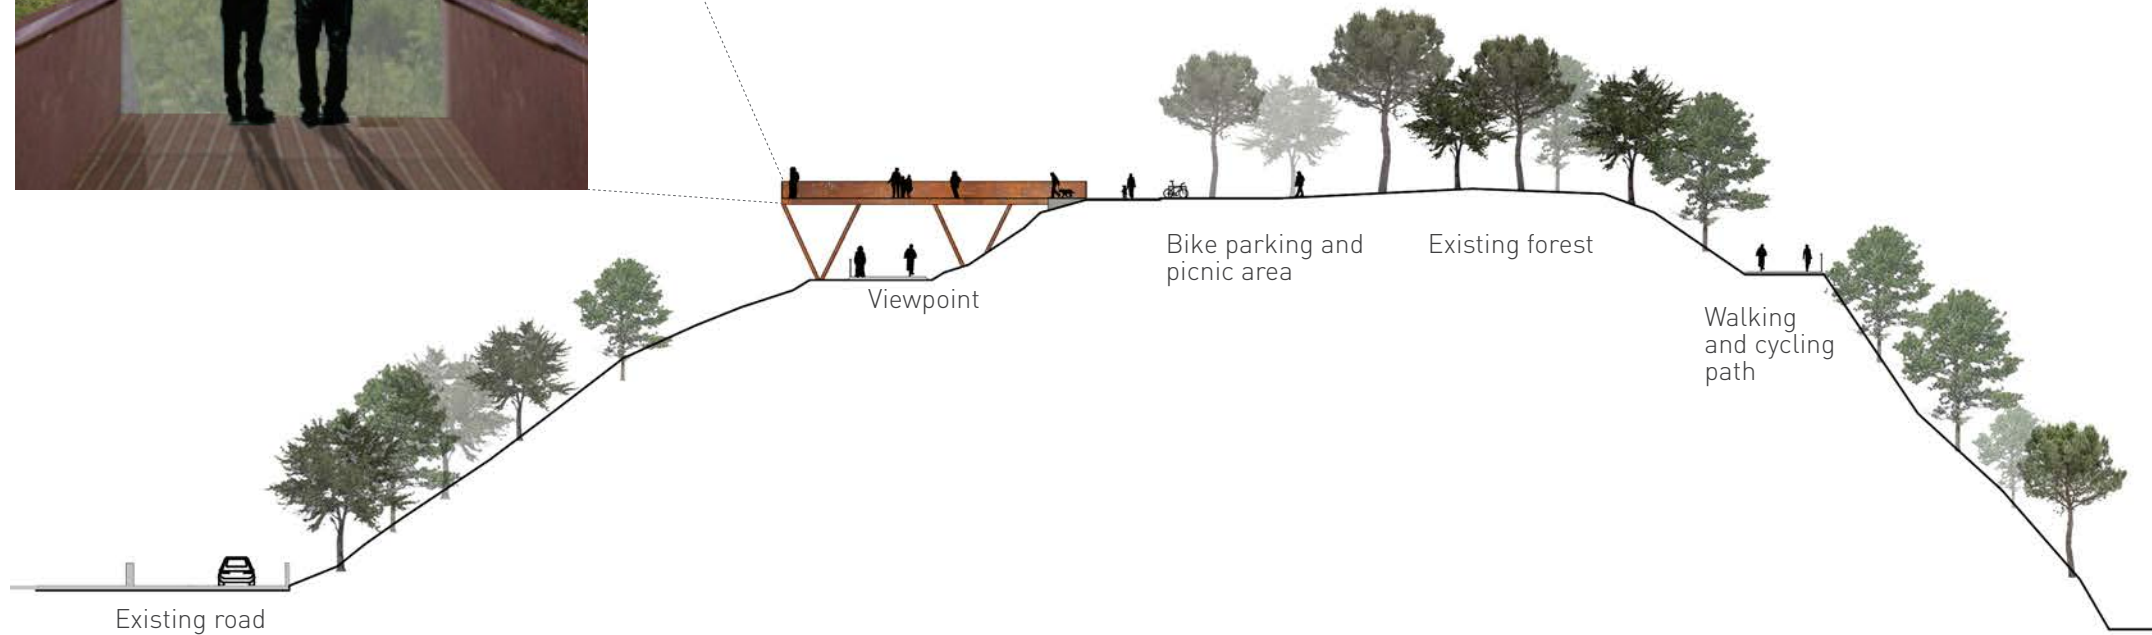 Bike parking and
picnic area
Existing forest
Viewpoint
Walking
and cycling
path
Existing road